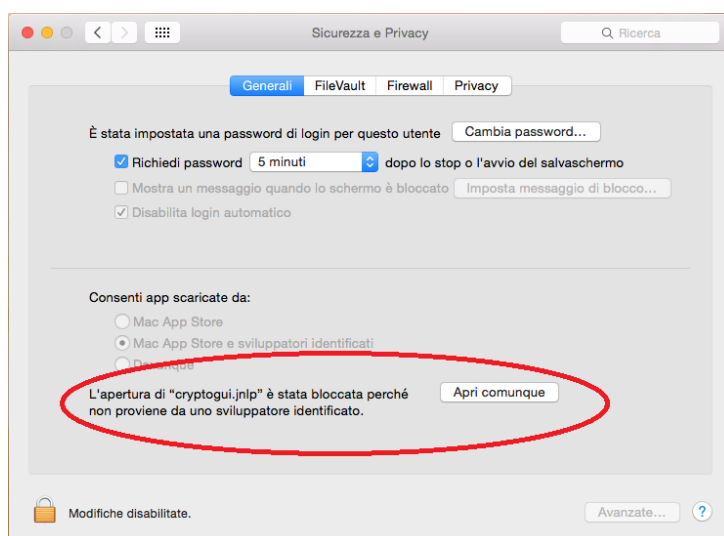 Sicurezza e Privacy
Ricerca
Generali FileVault Firewall Privacy
È stata impostata una password di login per questo utente Cambia password...
Richiedi password 5 minuti dopo lo stop o l'avvio del salvaschermo
Mostra un messaggio quando lo schermo è bloccato Imposta messaggio di blocco...
Disabilita login automatico
Consenti app scaricate da:
Mac App Store
Mac App Store e sviluppatori identificati
Dovunque
L'apertura di “cryptogui.jnlp” è stata bloccata perché Apri comunque
non proviene da uno sviluppatore identificato.
Modifiche disabilitate. Avanzate... ?